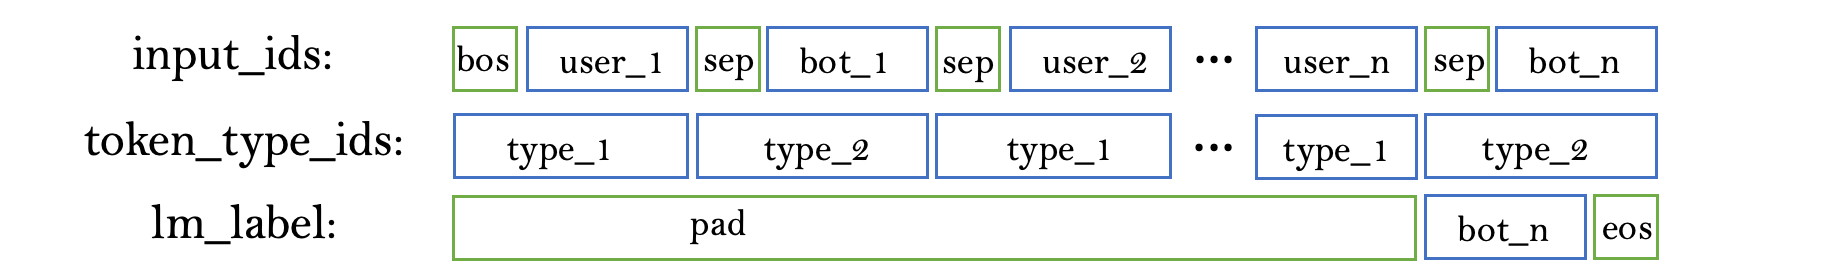 input_ids: bos user_1 sep bot_1 sep user_2 ... user_n sep bot_n
token_type_ids: type_1 type_2 type_1 ... type_1 type_2
lm_label: pad bot_n eos